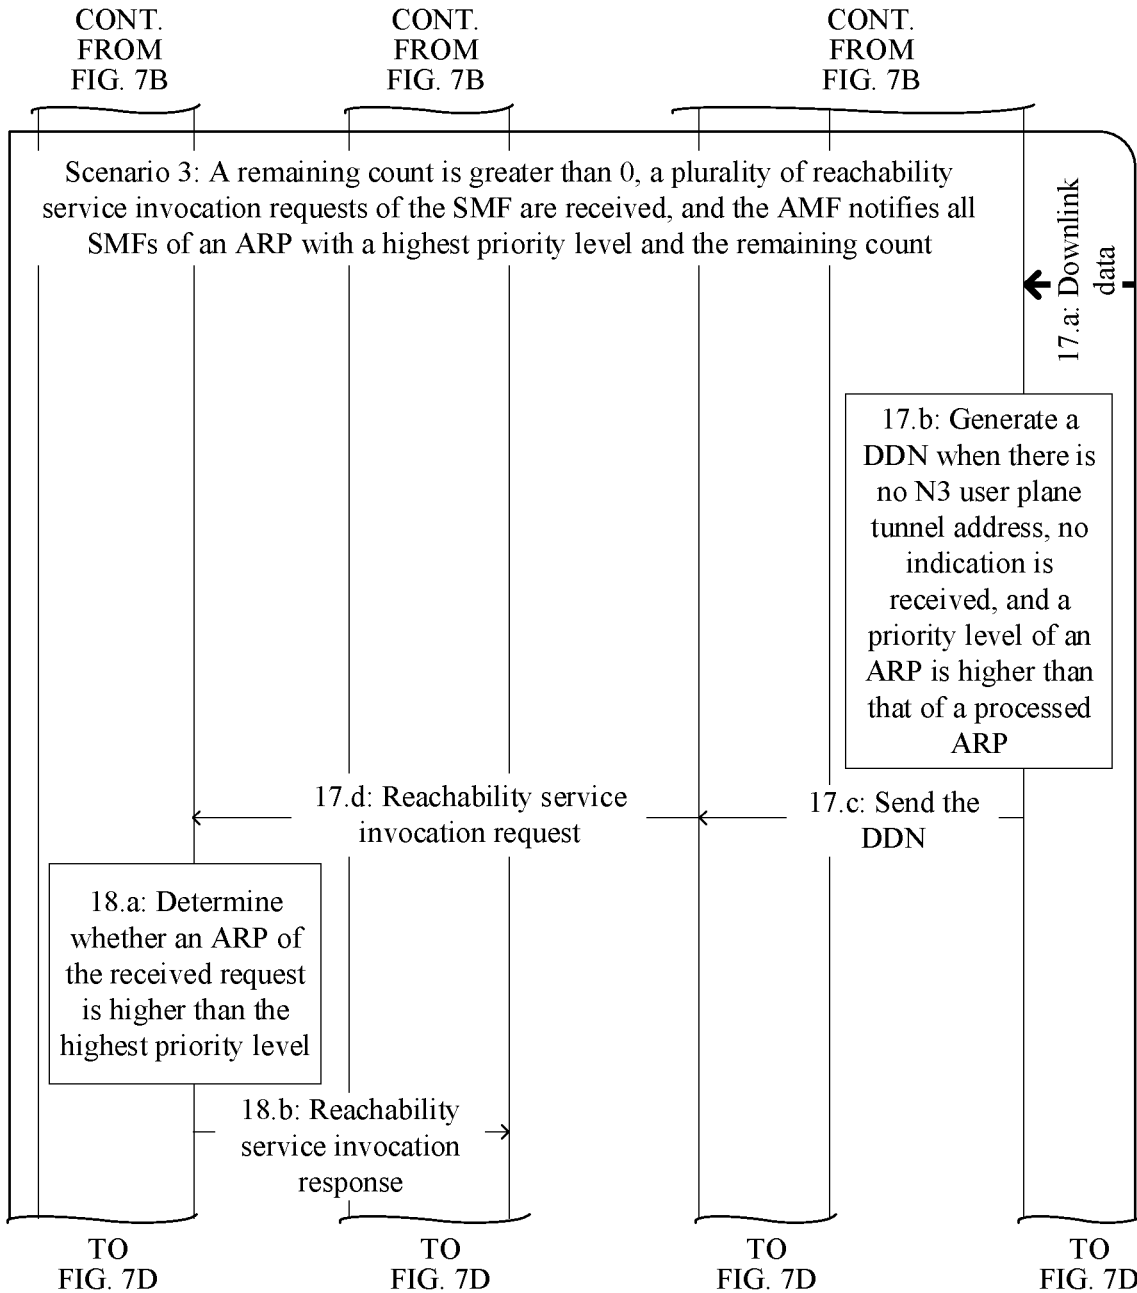 CONT.
FROM
FIG. 7B
CONT.
FROM
FIG. 7B
CONT.
FROM
FIG. 7B
Scenario 3: A remaining count is greater than 0, a plurality of reachability
service invocation requests of the SMF are received, and the AMF notifies all
SMFs of an ARP with a highest priority level and the remaining count
17.a: Downlink
data
17.b: Generate a
DDN when there is
no N3 user plane
tunnel address, no
indication is
received, and a
priority level of an
ARP is higher than
that of a processed
ARP
17.c: Send the
DDN
17.d: Reachability service
invocation request
18.a: Determine
whether an ARP of
the received request
is higher than the
highest priority level
18.b: Reachability
service invocation
response
TO
FIG. 7D
TO
FIG. 7D
TO
FIG. 7D
TO
FIG. 7D